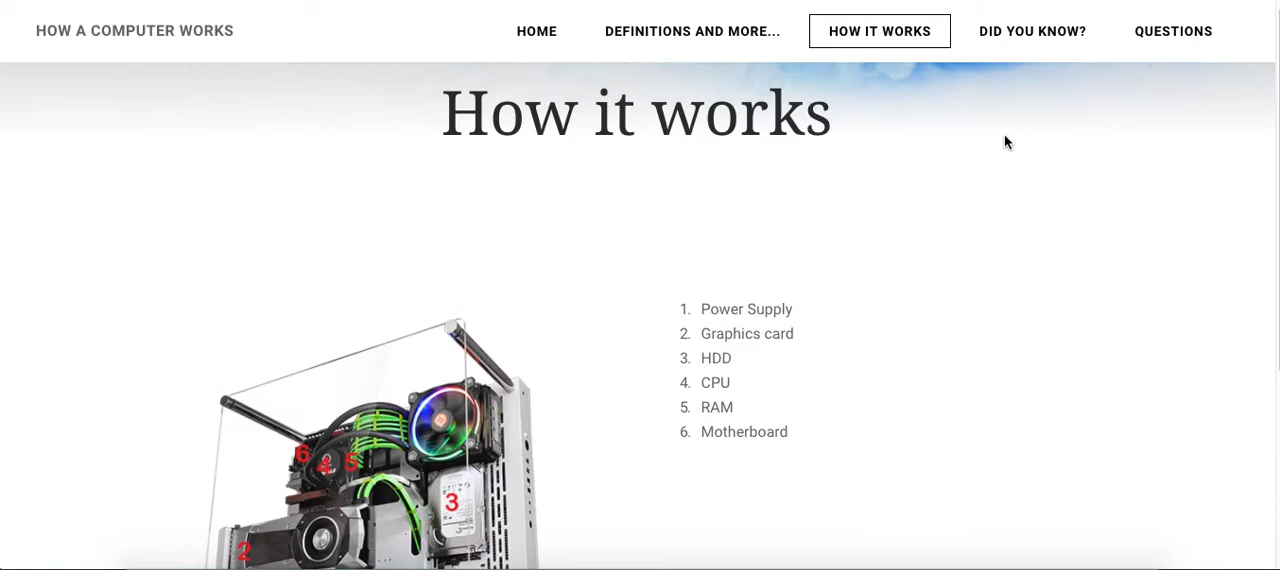 HOW A COMPUTER WORKS
HOME
DEFINITIONS AND MORE...
HOW IT WORKS
DID YOU KNOW?
QUESTIONS
How it works
1. Power Supply
2. Graphics card
3. HDD
4. CPU
5. RAM
6. Motherboard
6
4
5
3
2